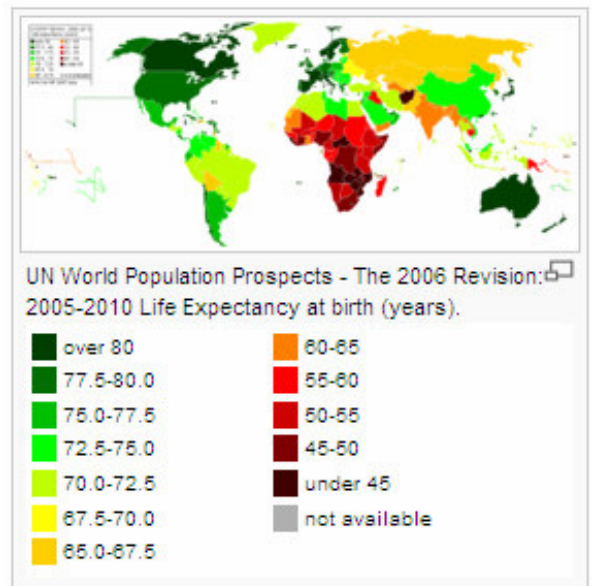 UN World Population Prospects - The 2006 Revision:
2005-2010 Life Expectancy at birth (years).
over 80
77.5-80.0
75.0-77.5
72.5-75.0
70.0-72.5
67.5-70.0
65.0-67.5
60-65
55-60
50-55
45-50
under 45
not available